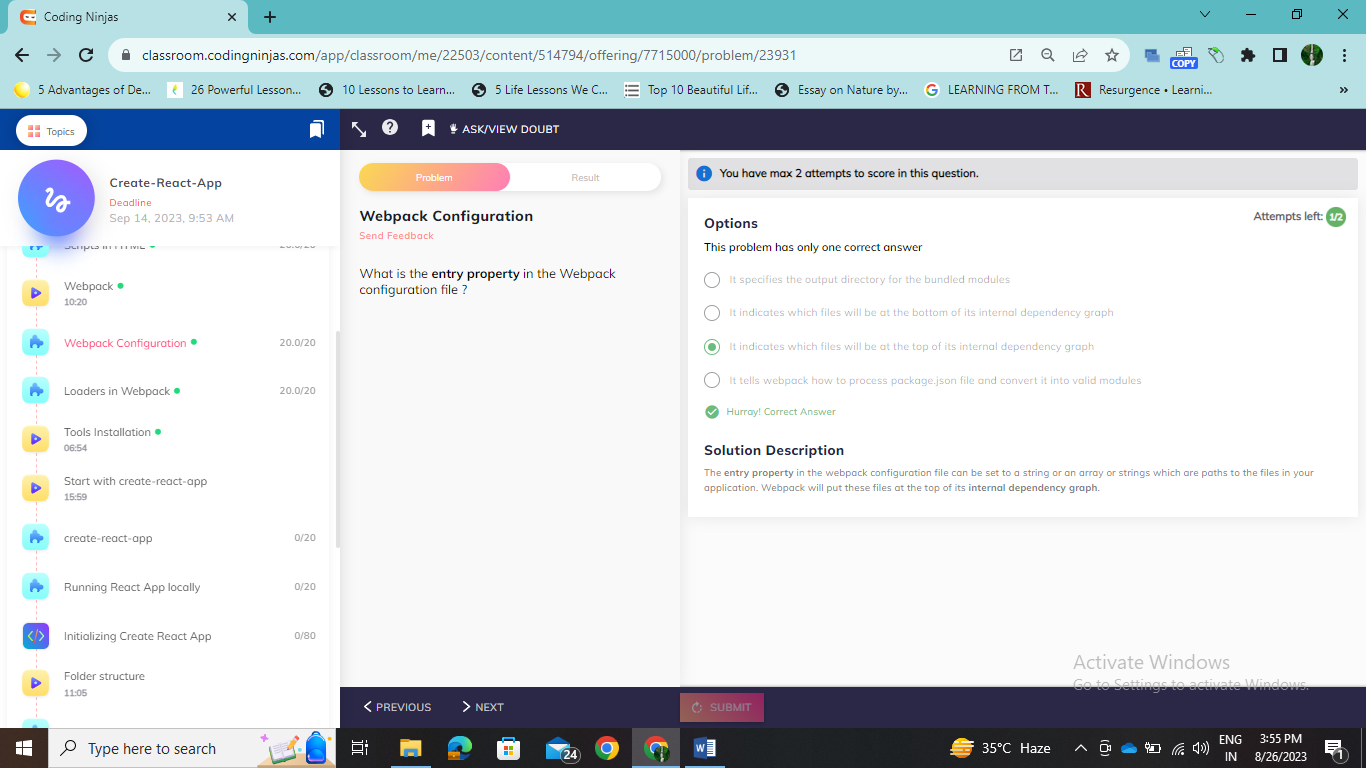 Coding Ninjas
classroom.codingninjas.com/app/classroom/me/22503/content/514794/offering/7715000/problem/23931
COPY
5 Advantages of De...
26 Powerful Lesson...
10 Lessons to Learn...
5 Life Lessons We C...
Top 10 Beautiful Lif...
Essay on Nature by...
LEARNING FROM T...
Resurgence • Learni...
Topics
ASK/VIEW DOUBT
Create-React-App
Deadline
Sep 14, 2023, 9:53 AM
Scripts in HTML 20.0/20
Webpack
10:20
Webpack Configuration 20.0/20
Loaders in Webpack 20.0/20
Tools Installation
06:54
Start with create-react-app
15:59
create-react-app 0/20
Running React App locally 0/20
Initializing Create React App 0/80
Folder structure
11:05
Problem
Result
Webpack Configuration
Send Feedback
What is the entry property in the Webpack
configuration file ?
You have max 2 attempts to score in this question.
Options
Attempts left: 1/2
This problem has only one correct answer
It specifies the output directory for the bundled modules
It indicates which files will be at the bottom of its internal dependency graph
It indicates which files will be at the top of its internal dependency graph
It tells webpack how to process package.json file and convert it into valid modules
Hurray! Correct Answer
Solution Description
The entry property in the webpack configuration file can be set to a string or an array or strings which are paths to the files in your
application. Webpack will put these files at the top of its internal dependency graph.
Activate Windows
Go to Settings to activate Windows.
PREVIOUS
NEXT
SUBMIT
Type here to search
24
35°C Haze
ENG
IN
3:55 PM
8/26/2023
1